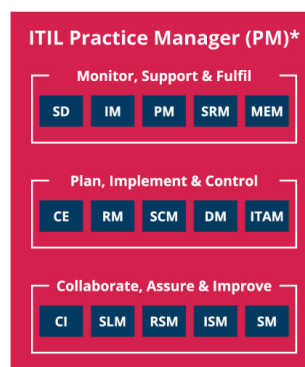 ITIL Practice Manager (PM)*
Monitor, Support & Fulfil
SD IM PM SRM MEM
Plan, Implement & Control
CE RM SCM DM ITAM
Collaborate, Assure & Improve
CI SLM RSM ISM SM